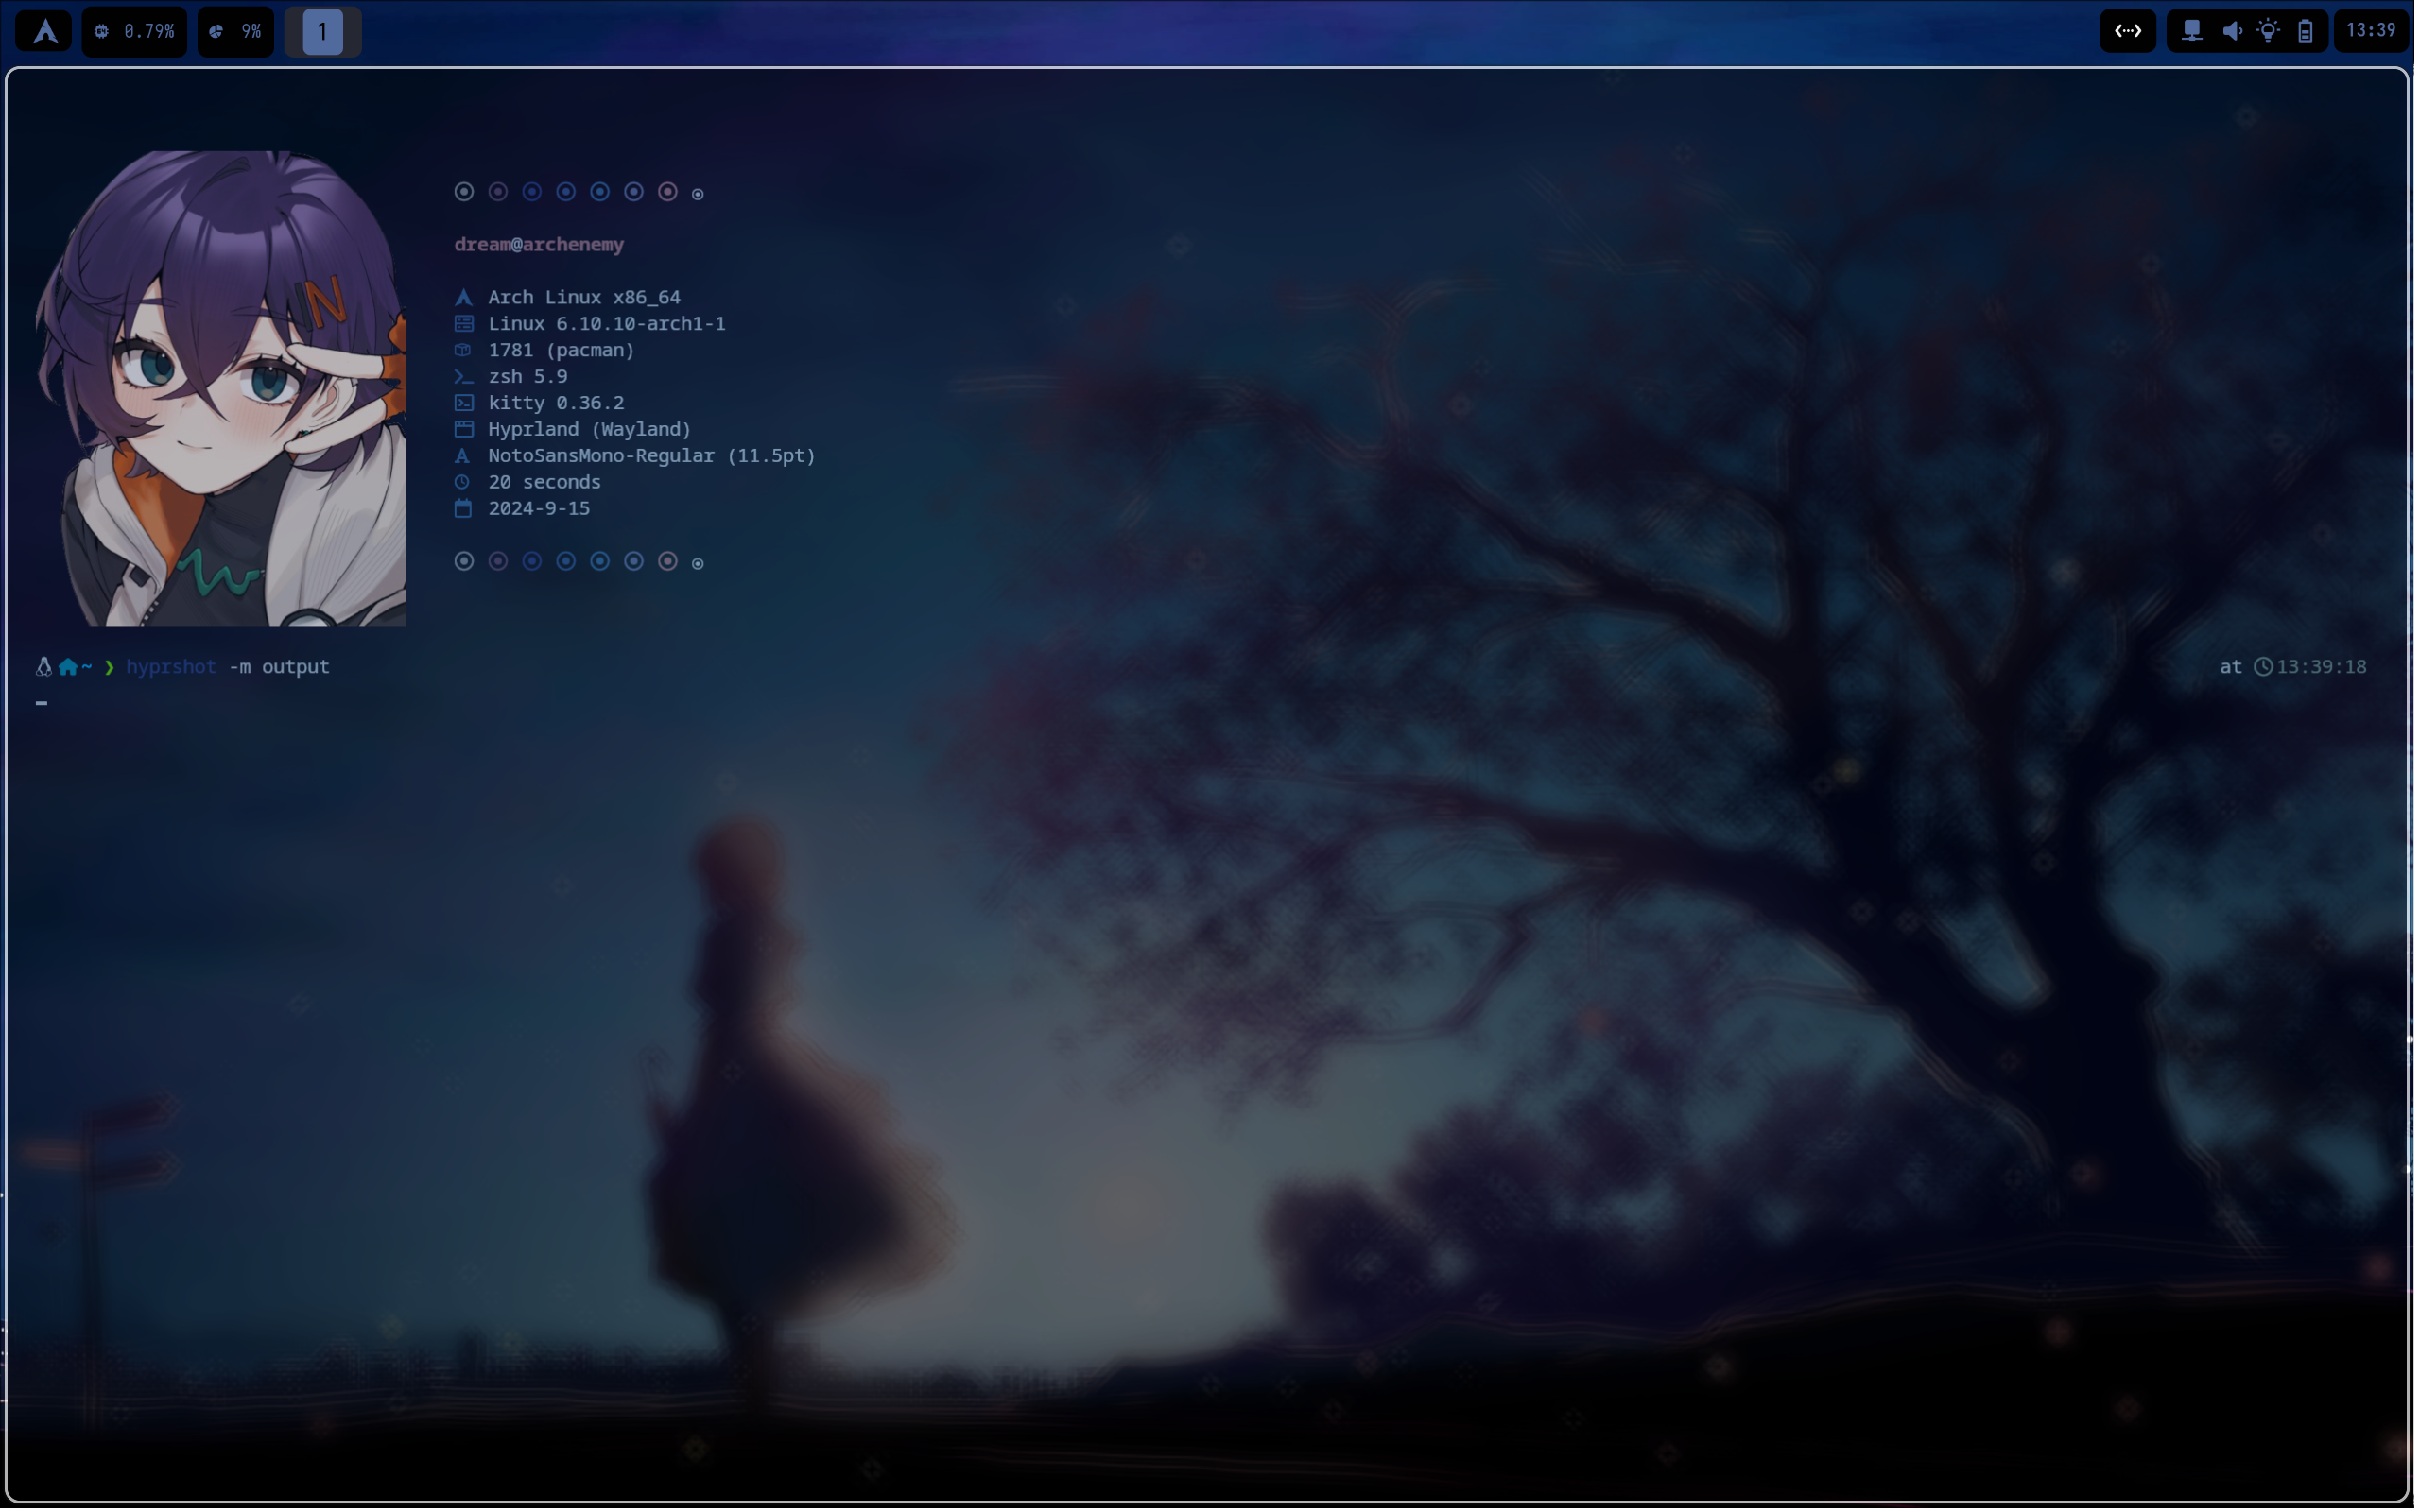 0.79% 9% 1 13:39
dream@archenemy
Arch Linux x86_64
Linux 6.10.10-arch1-1
1781 (pacman)
zsh 5.9
kitty 0.36.2
Hyprland (Wayland)
NotoSansMono-Regular (11.5pt)
20 seconds
2024-9-15
~ ❯ hyprshot -m output at 13:39:18